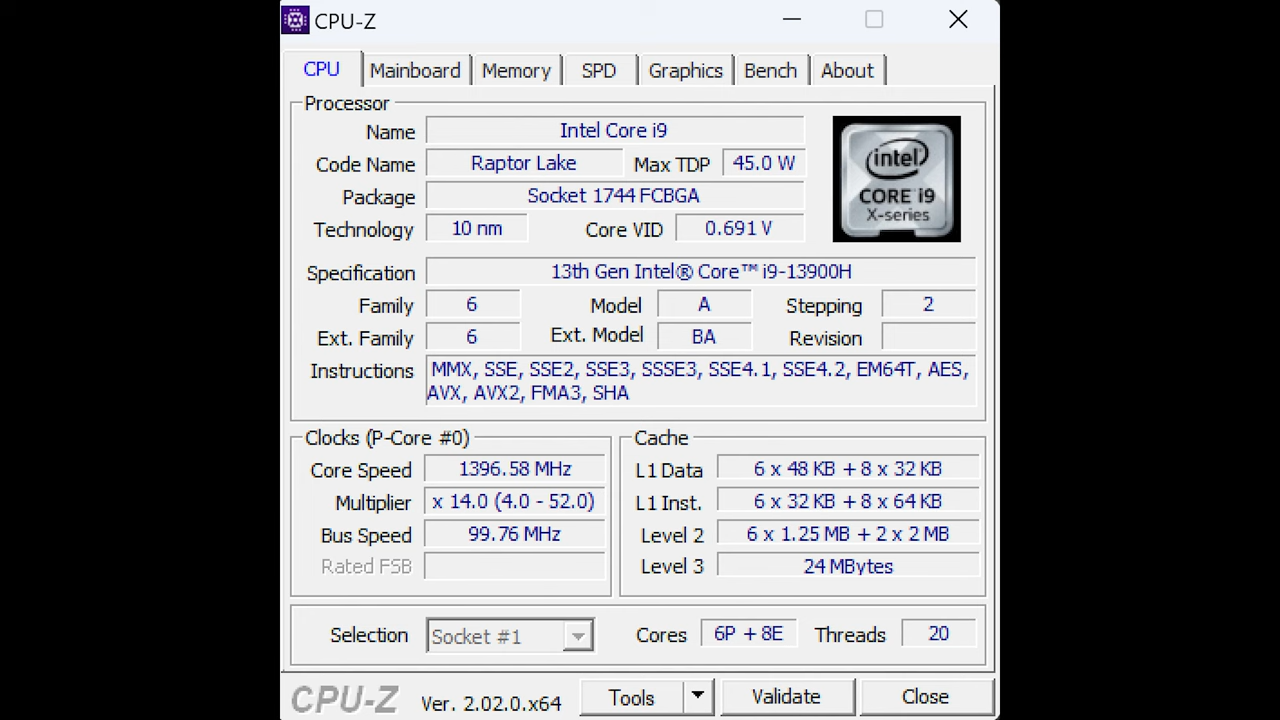 CPU-Z
CPU Mainboard Memory SPD Graphics Bench About
Processor
Name Intel Core i9
Code Name Raptor Lake Max TDP 45.0 W
Package Socket 1744 FCBGA
Technology 10 nm Core VID 0.691 V
intel
CORE i9
X-series
Specification 13th Gen Intel® Core™ i9-13900H
Family 6 Model A Stepping 2
Ext. Family 6 Ext. Model BA Revision
Instructions MMX, SSE, SSE2, SSE3, SSSE3, SSE4.1, SSE4.2, EM64T, AES,
AVX, AVX2, FMA3, SHA
Clocks (P-Core #0)
Core Speed 1396.58 MHz
Multiplier x 14.0 (4.0 - 52.0)
Bus Speed 99.76 MHz
Rated FSB
Cache
L1 Data 6 x 48 KB + 8 x 32 KB
L1 Inst. 6 x 32 KB + 8 x 64 KB
Level 2 6 x 1.25 MB + 2 x 2 MB
Level 3 24 MBytes
Selection Socket #1 Cores 6P + 8E Threads 20
CPU-Z Ver. 2.02.0.x64 Tools Validate Close